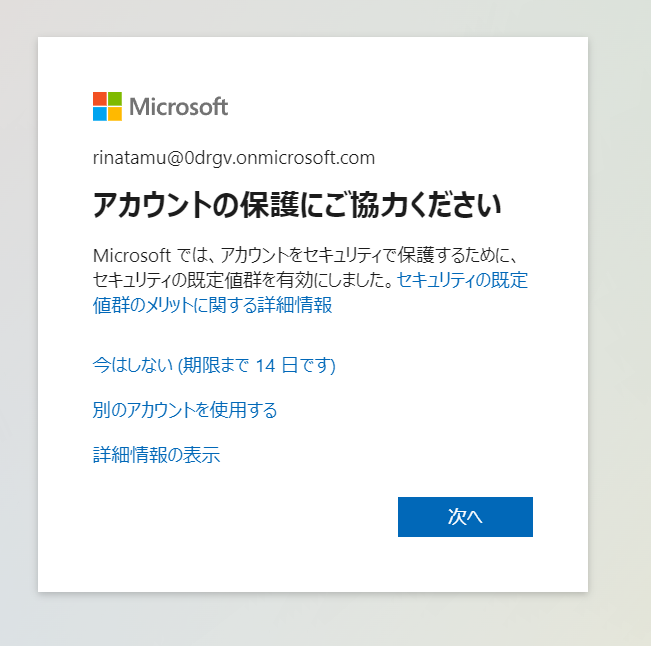 Microsoft
rinatamu@0drgv.onmicrosoft.com
アカウントの保護にご協力ください
Microsoft では、アカウントをセキュリティで保護するために、
セキュリティの既定値群を有効にしました。セキュリティの既定
値群のメリットに関する詳細情報
今はしない (期限まで 14 日です)
別のアカウントを使用する
詳細情報の表示
次へ